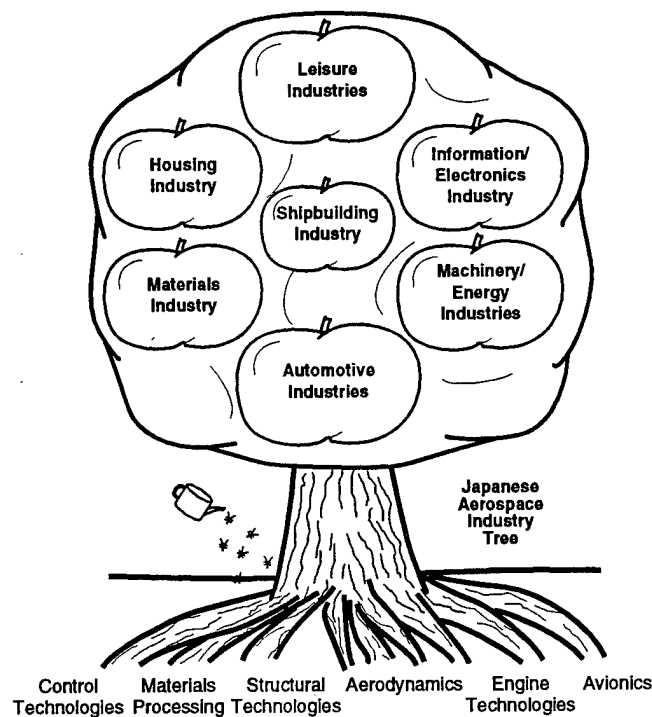 Leisure
Industries
Housing
Industry
Information/
Electronics
Industry
Shipbuilding
Industry
Materials
Industry
Machinery/
Energy
Industries
Automotive
Industries
¥
¥
¥
¥
¥
¥
Japanese
Aerospace
Industry
Tree
Control
Technologies
Materials
Processing
Structural
Technologies
Aerodynamics
Engine
Technologies
Avionics